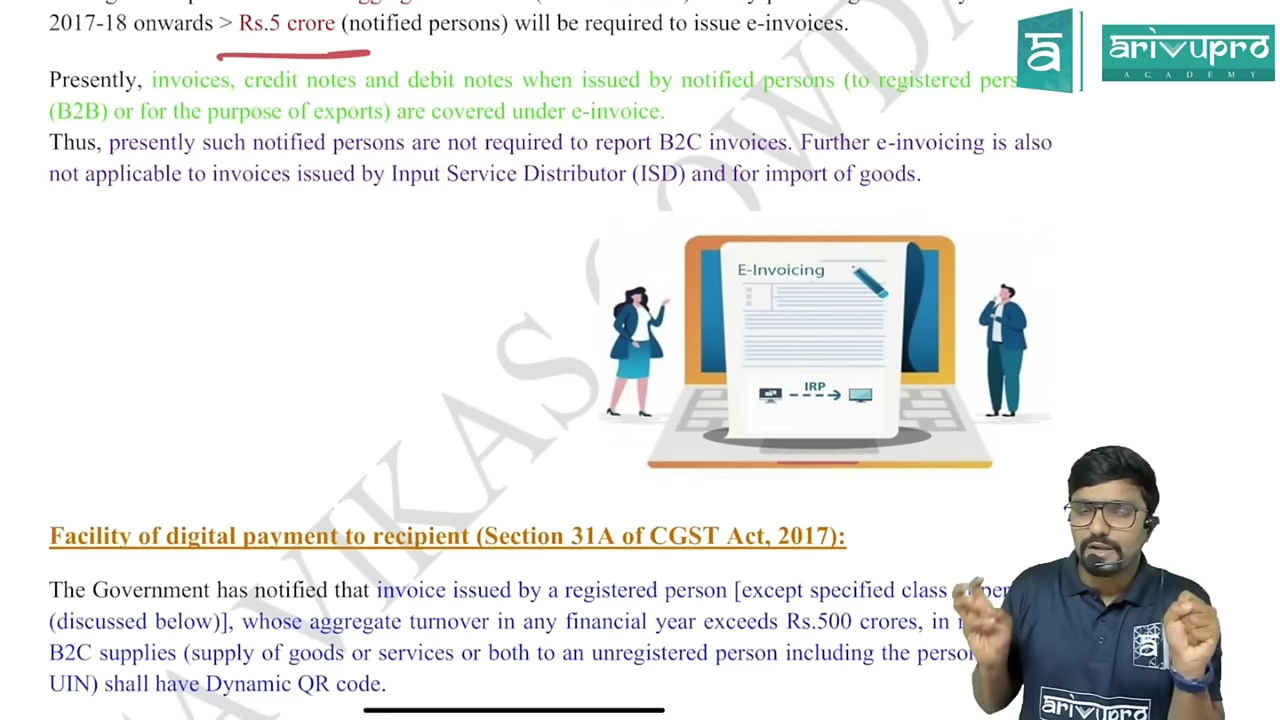 2017-18 onwards > Rs.5 crore (notified persons) will be required to issue e-invoices.
Presently, invoices, credit notes and debit notes when issued by notified persons (to registered pers
(B2B) or for the purpose of exports) are covered under e-invoice.
Thus, presently such notified persons are not required to report B2C invoices. Further e-invoicing is also
not applicable to invoices issued by Input Service Distributor (ISD) and for import of goods.
arivupro
ACADEMY
E-Invoicing
IRP
VIKAS
Facility of digital payment to recipient (Section 31A of CGST Act, 2017):
The Government has notified that invoice issued by a registered person [except specified class
(discussed below)], whose aggregate turnover in any financial year exceeds Rs.500 crores, in
B2C supplies (supply of goods or services or both to an unregistered person including the person
UIN) shall have Dynamic QR code.
arivupro